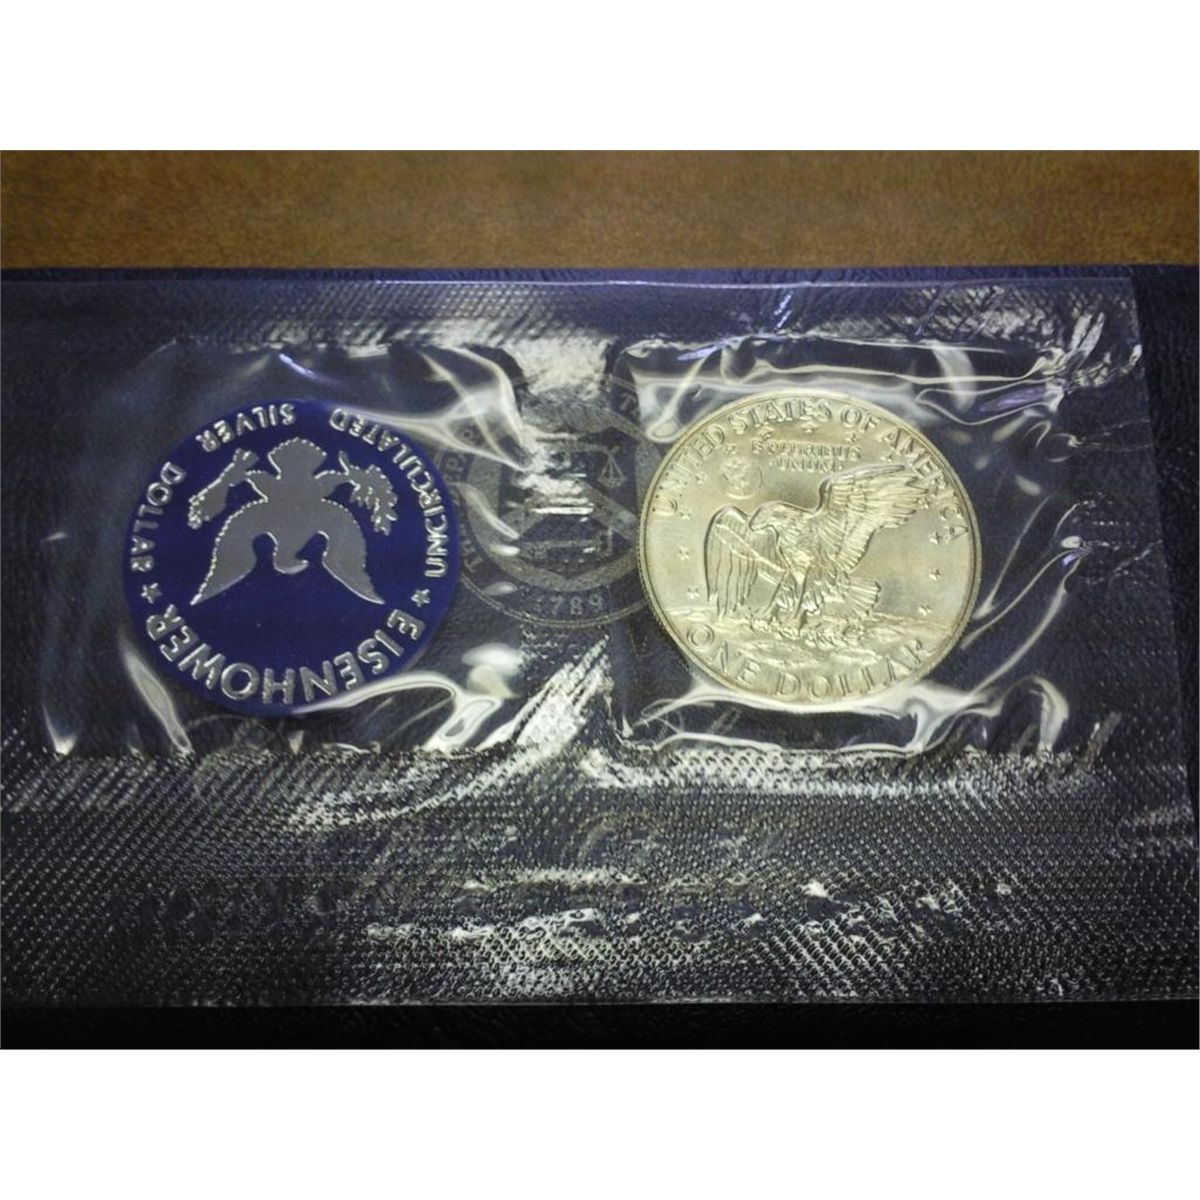 EISENHOWER
★ UNCIRCULATED SILVER DOLLAR ★
UNITED STATES OF AMERICA
E PLURIBUS
UNUM
ONE DOLLAR
1789